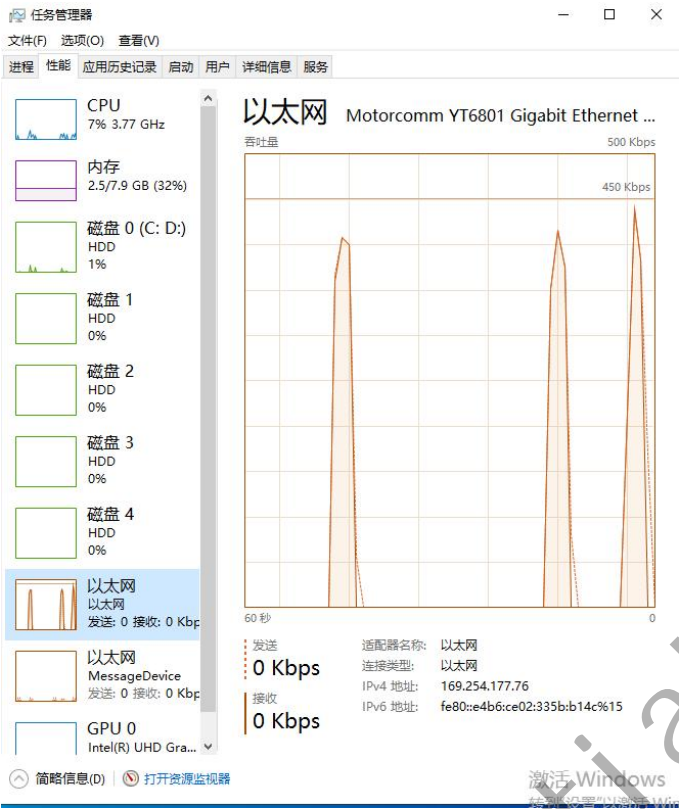 任务管理器
文件(F) 选项(O) 查看(V)
进程 性能 应用历史记录 启动 用户 详细信息 服务
CPU
7% 3.77 GHz
内存
2.5/7.9 GB (32%)
磁盘 0 (C: D:)
HDD
1%
磁盘 1
HDD
0%
磁盘 2
HDD
0%
磁盘 3
HDD
0%
磁盘 4
HDD
0%
以太网
以太网
发送: 0 接收: 0 Kbp
以太网
MessageDevice
发送: 0 接收: 0 Kbp
GPU 0
Intel(R) UHD Gra...
以太网 Motorcomm YT6801 Gigabit Ethernet ...
吞吐量 500 Kbps
450 Kbps
60 秒 0
发送
0 Kbps
接收
0 Kbps
适配器名称: 以太网
连接类型: 以太网
IPv4 地址: 169.254.177.76
IPv6 地址: fe80::e4b6:ce02:335b:b14c%15
简略信息(D) 打开资源监视器
激活 Windows
转到"设置"以激活 Win